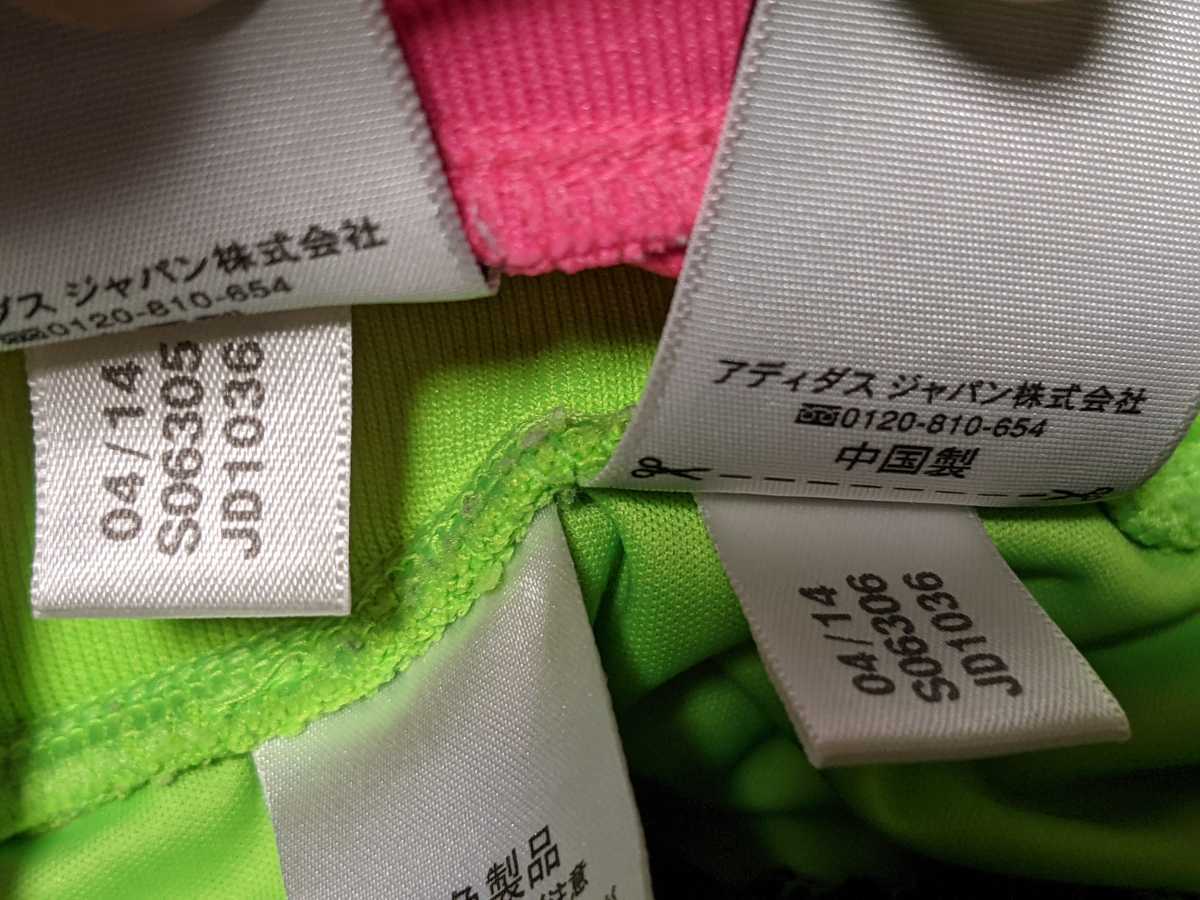 ダス ジャパン株式会社
0120-810-654
04/14
S06305
JD1036
アディダス ジャパン株式会社
0120-810-654
中国製
04/14
S06306
JD1036
製品
注意